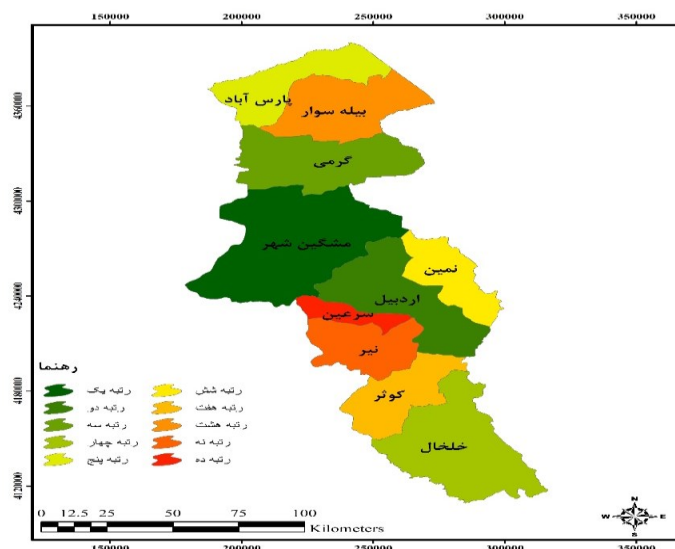 150000 200000 250000 300000 350000
4360000
4300000
4240000
4180000
4120000
پارس آباد
بیله سوار
گرمی
مشگین شهر
نمین
اردبیل
سرعین
نیر
کوثر
خلخال
رهنما
رتبه یک
رتبه دو
رتبه سه
رتبه چهار
رتبه پنج
رتبه شش
رتبه هفت
رتبه هشت
رتبه نه
رتبه ده
0 12.5 25 50 75 100
Kilometers
N
W E
S
150000 200000 250000 300000 350000